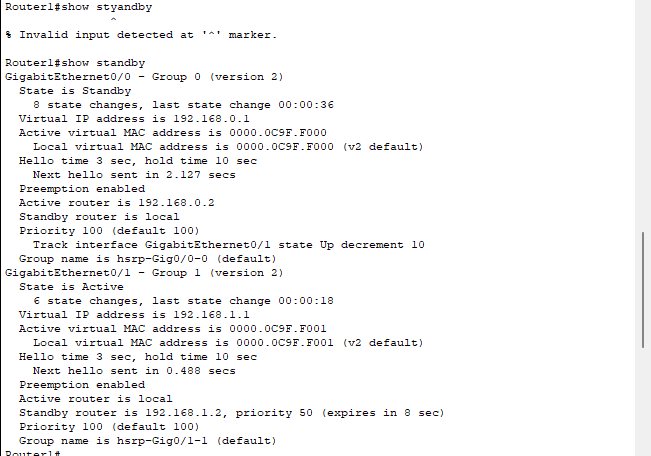 Router1#show styandby
^
% Invalid input detected at '^' marker.
Router1#show standby
GigabitEthernet0/0 - Group 0 (version 2)
State is Standby
8 state changes, last state change 00:00:36
Virtual IP address is 192.168.0.1
Active virtual MAC address is 0000.0C9F.F000
Local virtual MAC address is 0000.0C9F.F000 (v2 default)
Hello time 3 sec, hold time 10 sec
Next hello sent in 2.127 secs
Preemption enabled
Active router is 192.168.0.2
Standby router is local
Priority 100 (default 100)
Track interface GigabitEthernet0/1 state Up decrement 10
Group name is hsrp-Gig0/0-0 (default)
GigabitEthernet0/1 - Group 1 (version 2)
State is Active
6 state changes, last state change 00:00:18
Virtual IP address is 192.168.1.1
Active virtual MAC address is 0000.0C9F.F001
Local virtual MAC address is 0000.0C9F.F001 (v2 default)
Hello time 3 sec, hold time 10 sec
Next hello sent in 0.488 secs
Preemption enabled
Active router is local
Standby router is 192.168.1.2, priority 50 (expires in 8 sec)
Priority 100 (default 100)
Group name is hsrp-Gig0/1-1 (default)
Router1#